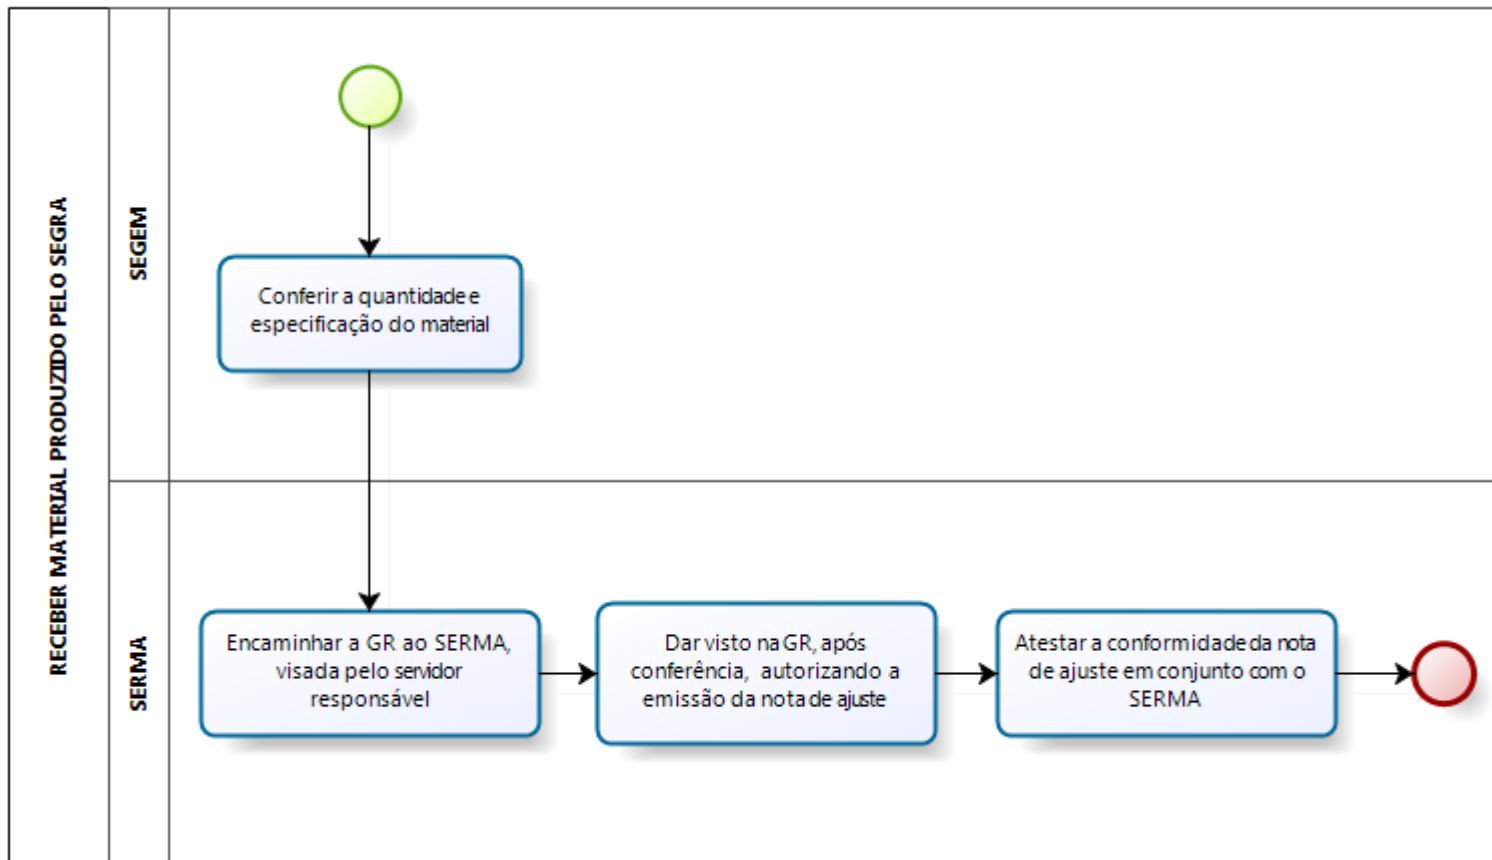 RECEBER MATERIAL PRODUZIDO PELO SEGRA
SEGEM
Conferir a quantidade e
especificação do material
SERMA
Encaminhar a GR ao SERMA,
visada pelo servidor
responsável
Dar visto na GR, após
conferência, autorizando a
emissão da nota de ajuste
Atestar a conformidade da nota
de ajuste em conjunto com o
SERMA